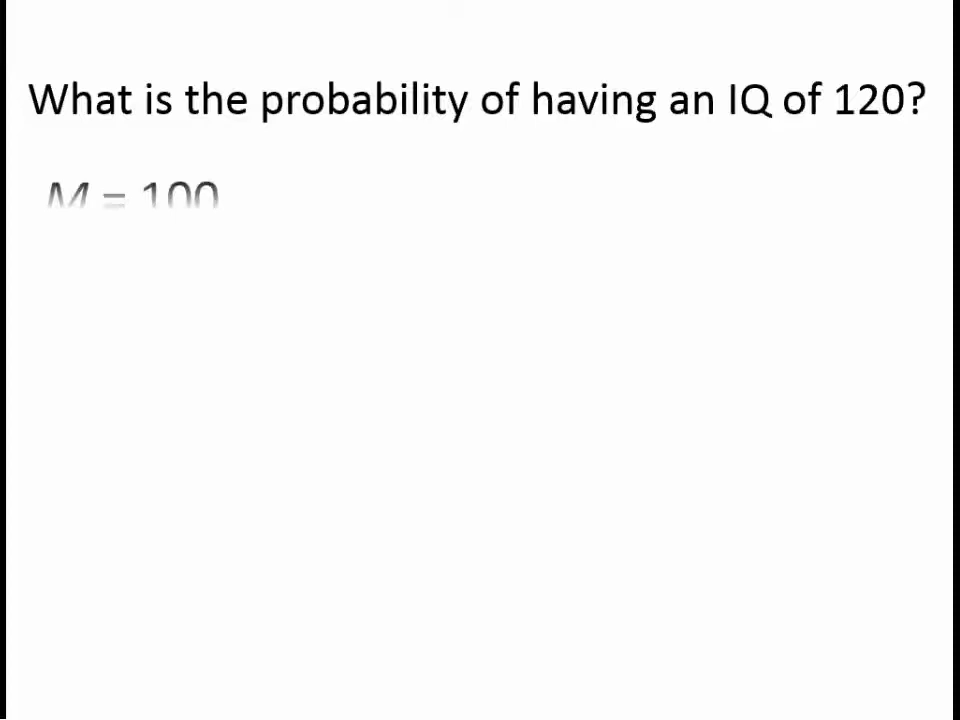 What is the probability of having an IQ of 120?
M = 100